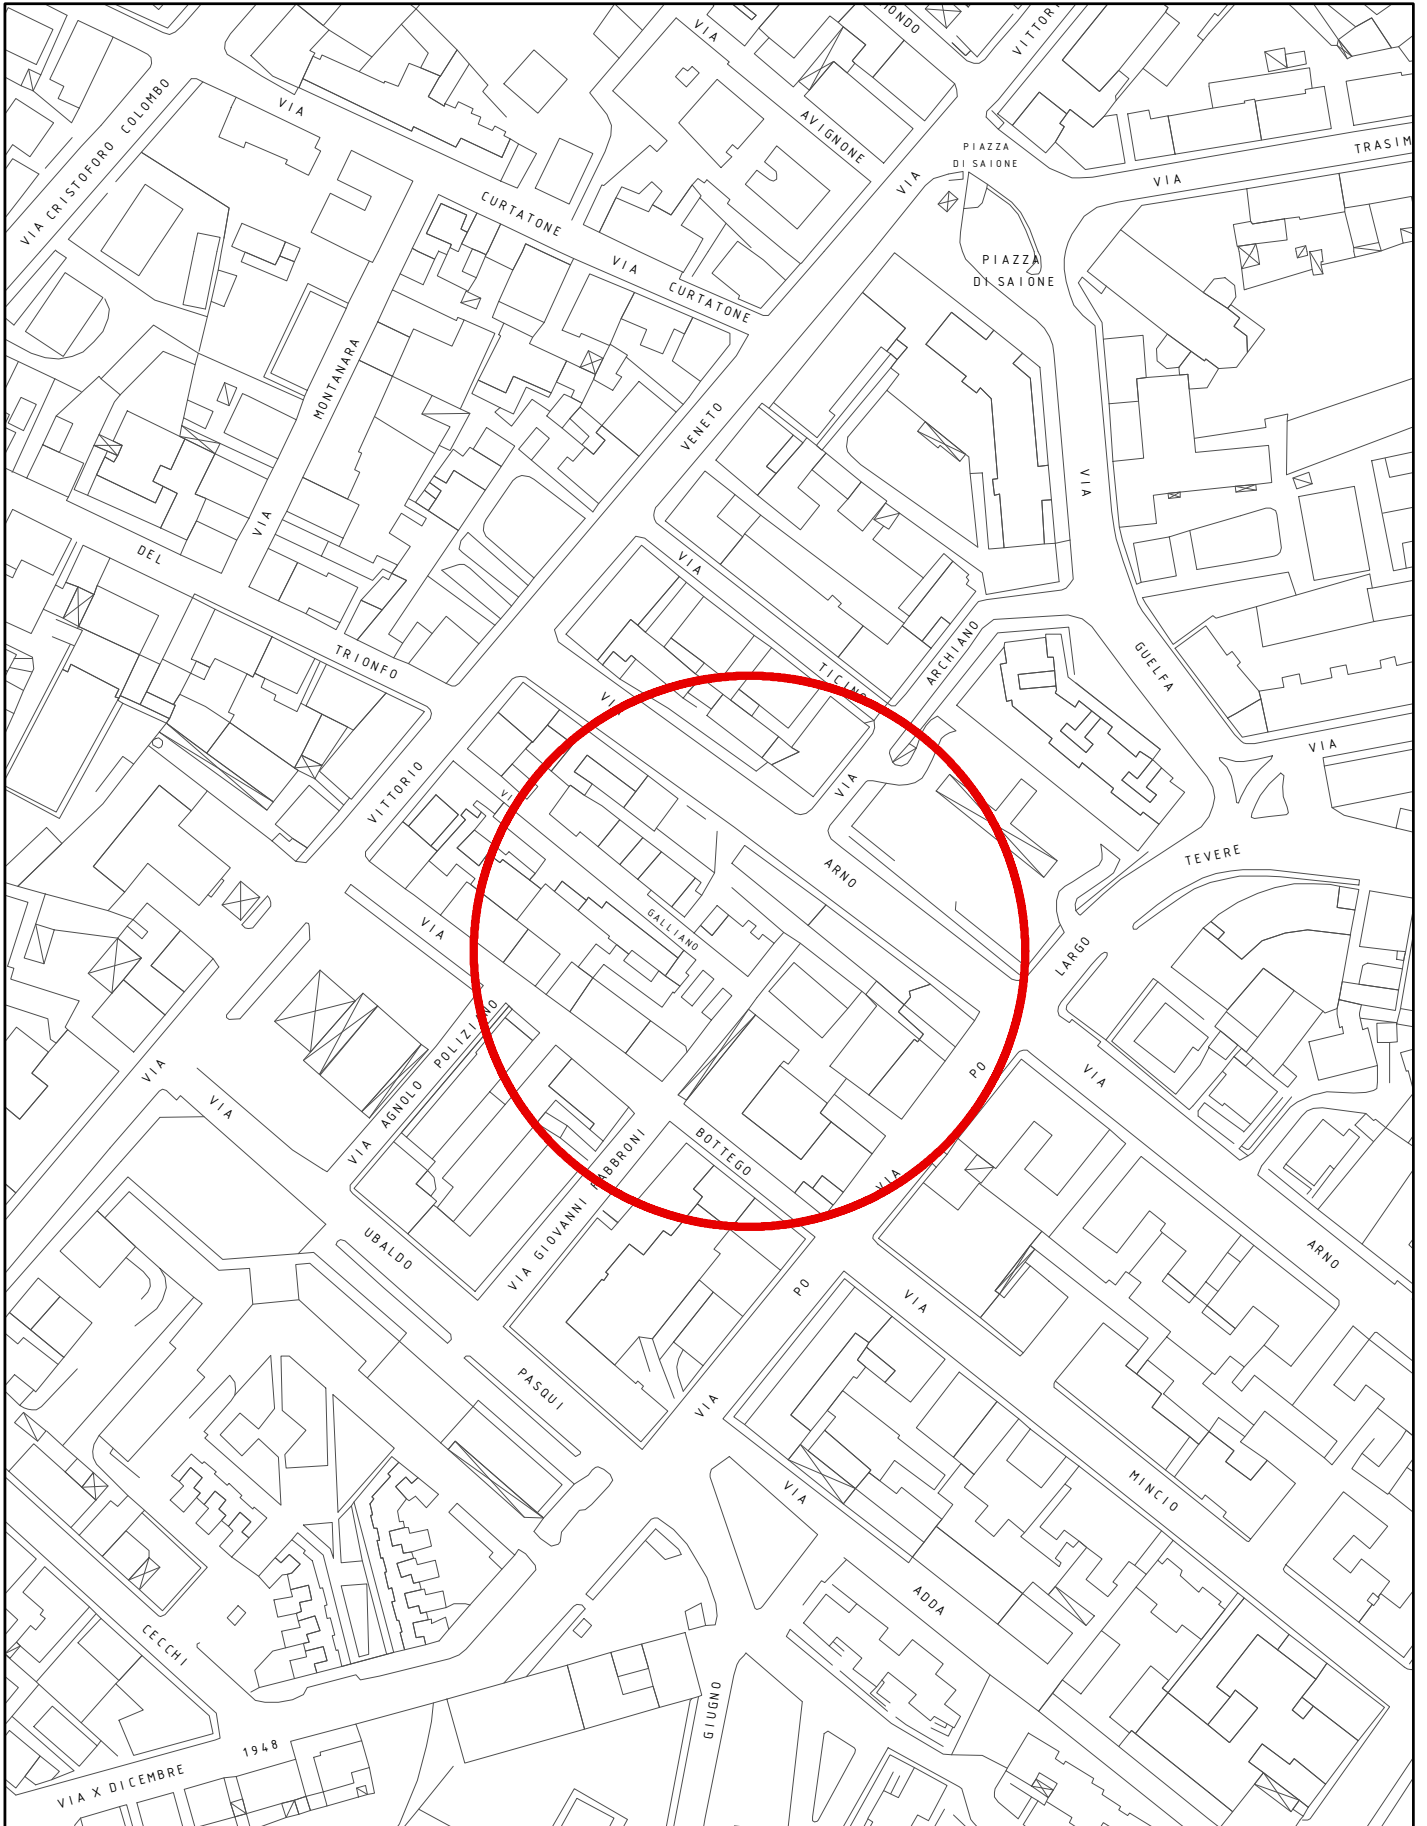 VIA
ONDO
VITTORI
VIA CRISTOFORO COLOMBO
VIA
AVIGNONE
PIAZZA
DI SAIONE
TRASIM
VIA
VIA
CURTATONE
VIA
PIAZZA
DI SAIONE
CURTATONE
MONTANARA
VENETO
VIA
VIA
DEL
VIA
TRIONFO
ARCHIANO
GUELFA
TICINO
VI
VIA
VIA
VITTORIO
VI
TEVERE
ARNO
GALLIANO
VIA
LARGO
VIA AGNOLO POLIZIANO
VIA
VIA
PO
VIA
BOTTEGO
VIA
VIA GIOVANNI FABBRONI
UBALDO
ARNO
PO
VIA
PASQUI
VIA
VIA
MINCIO
ADDA
CECCHI
GIUGNO
1948
VIA X DICEMBRE